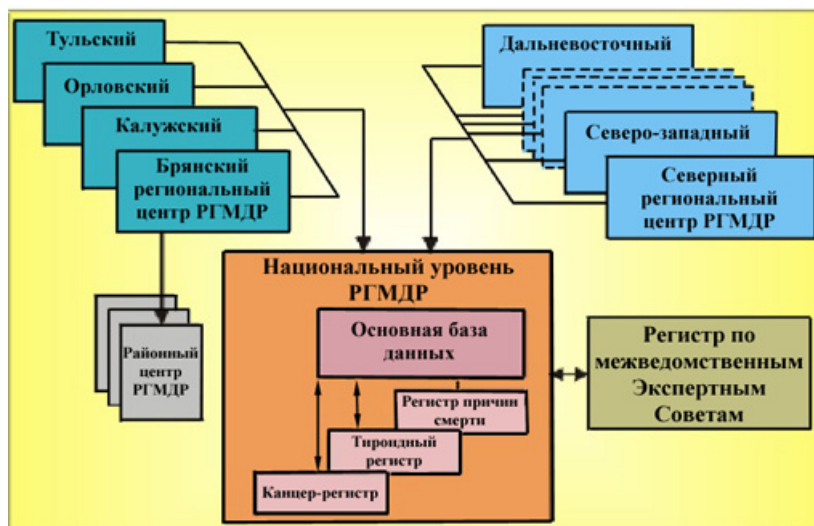 Тульский
Орловский
Калужский
Брянский
региональный
центр РГМДР
Дальневосточный
Северо-западный
Северный
региональный
центр РГМДР
Районный
центр
РГМДР
Национальный уровень
РГМДР
Основная база
данных
Регистр причин
смерти
Тироидный
регистр
Канцер-регистр
Регистр по
межведомственным
Экспертным
Советам